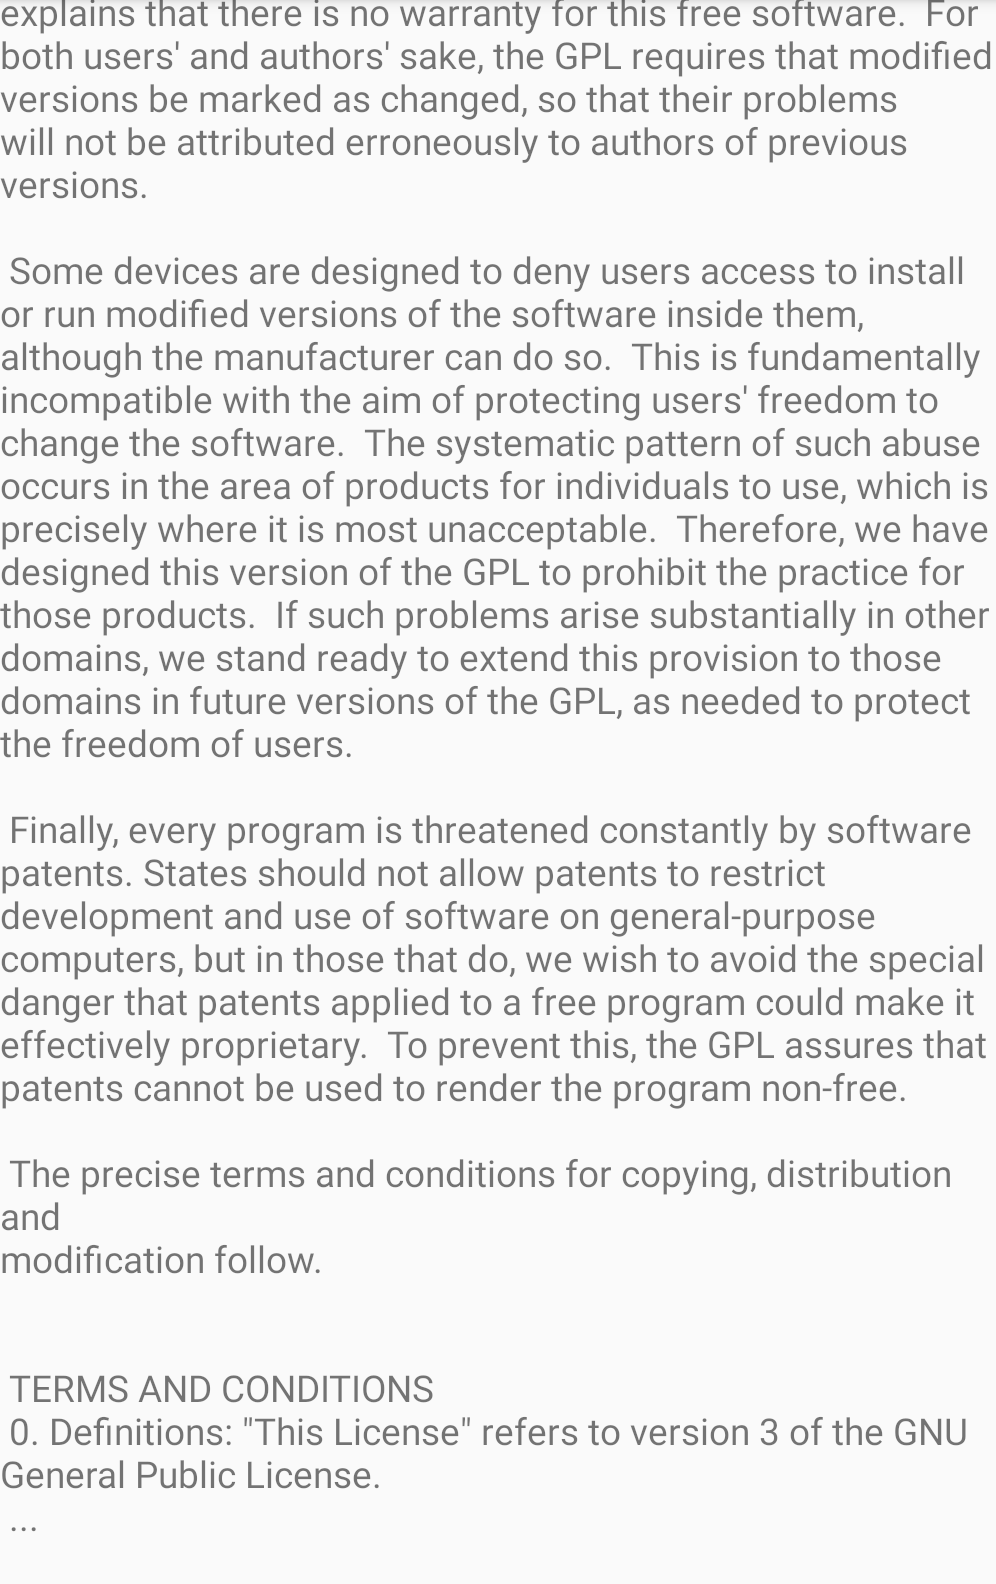 explains that there is no warranty for this free software.  For
both users' and authors' sake, the GPL requires that modified
versions be marked as changed, so that their problems
will not be attributed erroneously to authors of previous
versions.

 Some devices are designed to deny users access to install
or run modified versions of the software inside them,
although the manufacturer can do so.  This is fundamentally
incompatible with the aim of protecting users' freedom to
change the software.  The systematic pattern of such abuse
occurs in the area of products for individuals to use, which is
precisely where it is most unacceptable.  Therefore, we have
designed this version of the GPL to prohibit the practice for
those products.  If such problems arise substantially in other
domains, we stand ready to extend this provision to those
domains in future versions of the GPL, as needed to protect
the freedom of users.

 Finally, every program is threatened constantly by software
patents. States should not allow patents to restrict
development and use of software on general-purpose
computers, but in those that do, we wish to avoid the special
danger that patents applied to a free program could make it
effectively proprietary.  To prevent this, the GPL assures that
patents cannot be used to render the program non-free.

 The precise terms and conditions for copying, distribution
and
modification follow.

 TERMS AND CONDITIONS
 0. Definitions: "This License" refers to version 3 of the GNU
General Public License.
 ...